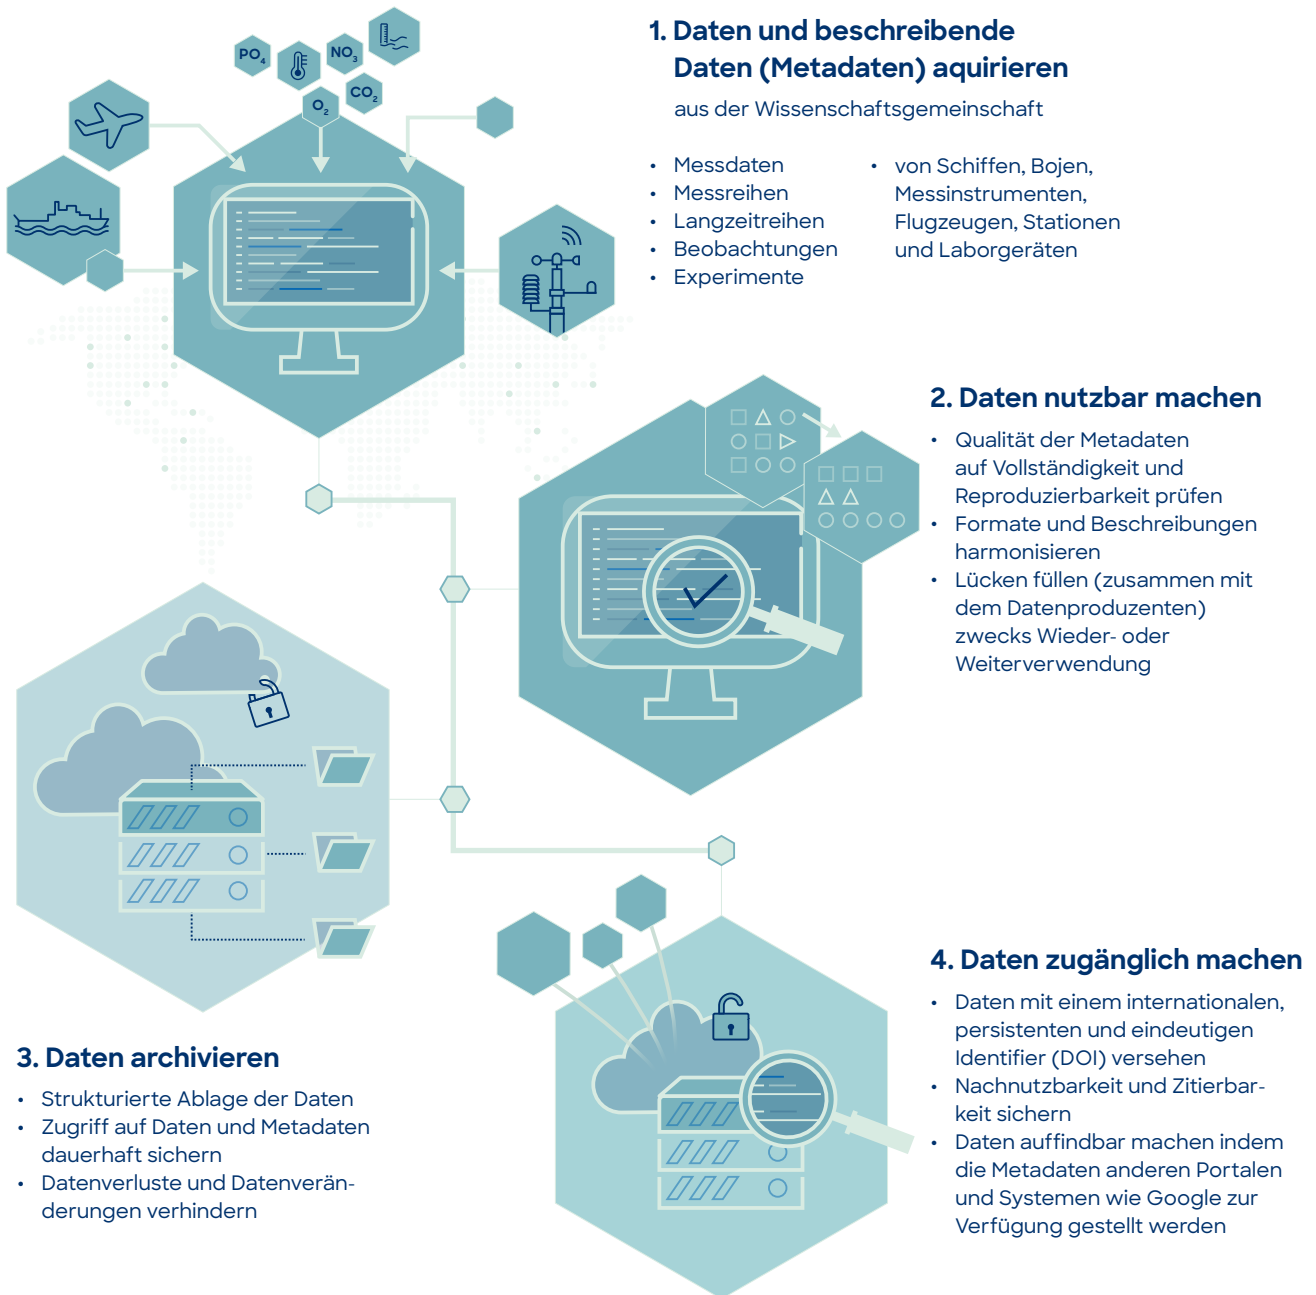 PO4
NO3
O2
CO2
1. Daten und beschreibende
Daten (Metadaten) aquirieren
aus der Wissenschaftsgemeinschaft
• Messdaten
• Messreihen
• Langzeitreihen
• Beobachtungen
• Experimente
• von Schiffen, Bojen,
Messinstrumenten,
Flugzeugen, Stationen
und Laborgeräten
2. Daten nutzbar machen
• Qualität der Metadaten
auf Vollständigkeit und
Reproduzierbarkeit prüfen
• Formate und Beschreibungen
harmonisieren
• Lücken füllen (zusammen mit
dem Datenproduzenten)
zwecks Wieder- oder
Weiterverwendung
3. Daten archivieren
• Strukturierte Ablage der Daten
• Zugriff auf Daten und Metadaten
dauerhaft sichern
• Datenverluste und Datenverän-
derungen verhindern
4. Daten zugänglich machen
• Daten mit einem internationalen,
persistenten und eindeutigen
Identifier (DOI) versehen
• Nachnutzbarkeit und Zitierbar-
keit sichern
• Daten auffindbar machen indem
die Metadaten anderen Portalen
und Systemen wie Google zur
Verfügung gestellt werden